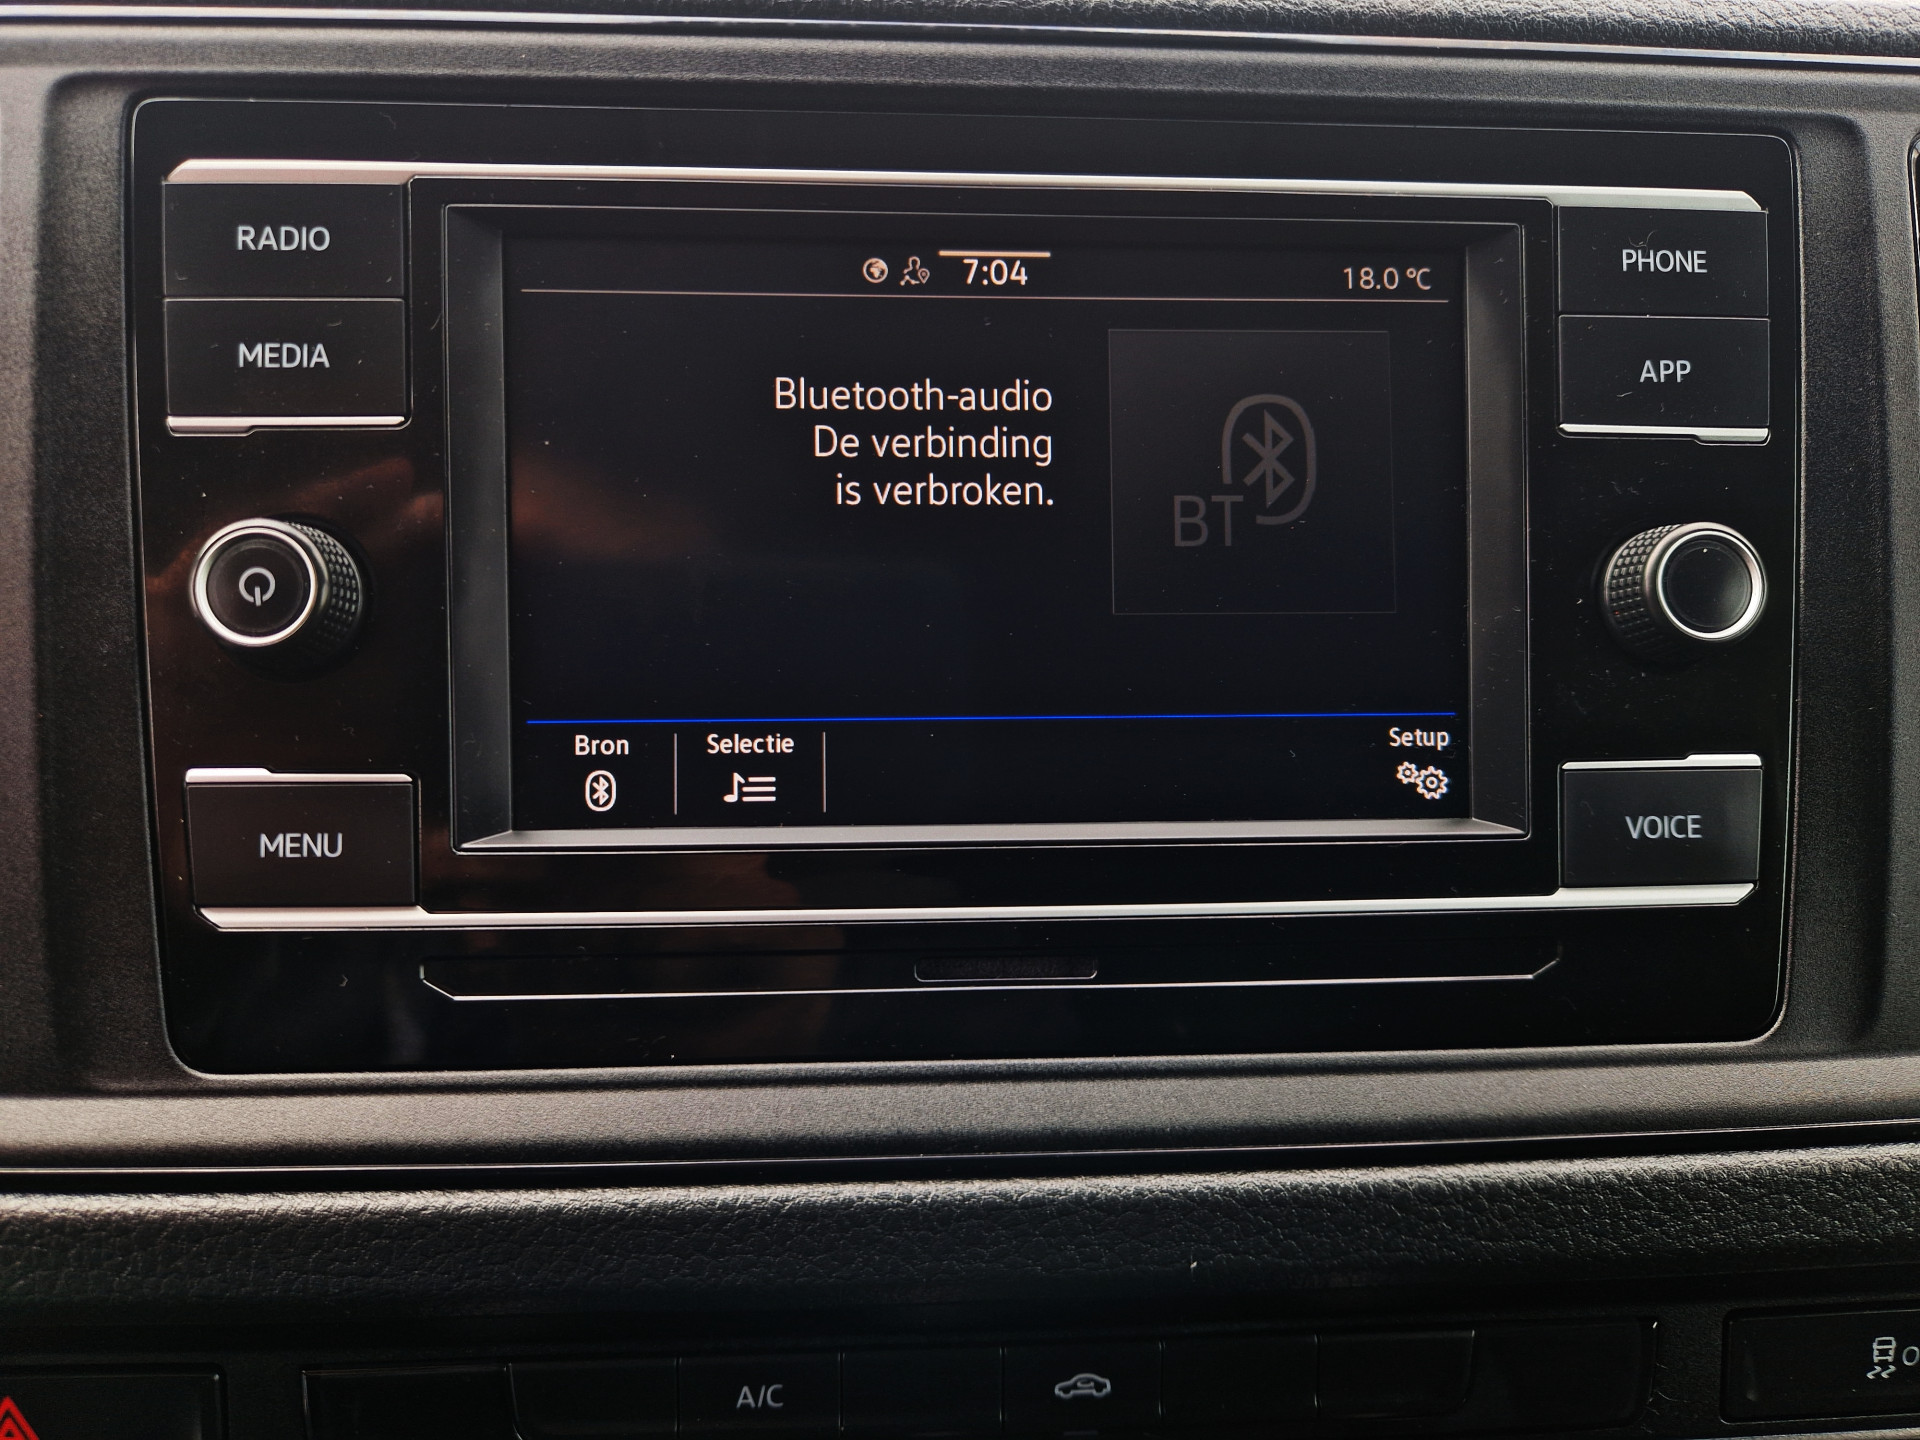 RADIO
MEDIA
MENU
7:04
18.0 °C
Bluetooth-audio
De verbinding
is verbroken.
BT
Bron
Selectie
Setup
PHONE
APP
VOICE
A/C